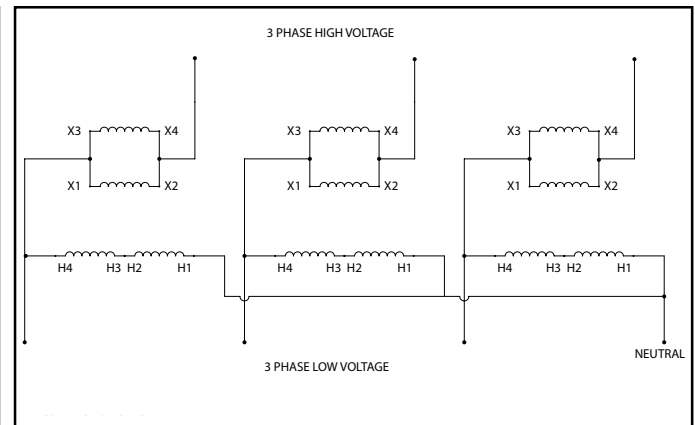 3 PHASE HIGH VOLTAGE
X3 X4 X3 X4 X3 X4
X1 X2 X1 X2 X1 X2
H4 H3 H2 H1 H4 H3 H2 H1 H4 H3 H2 H1
NEUTRAL
3 PHASE LOW VOLTAGE